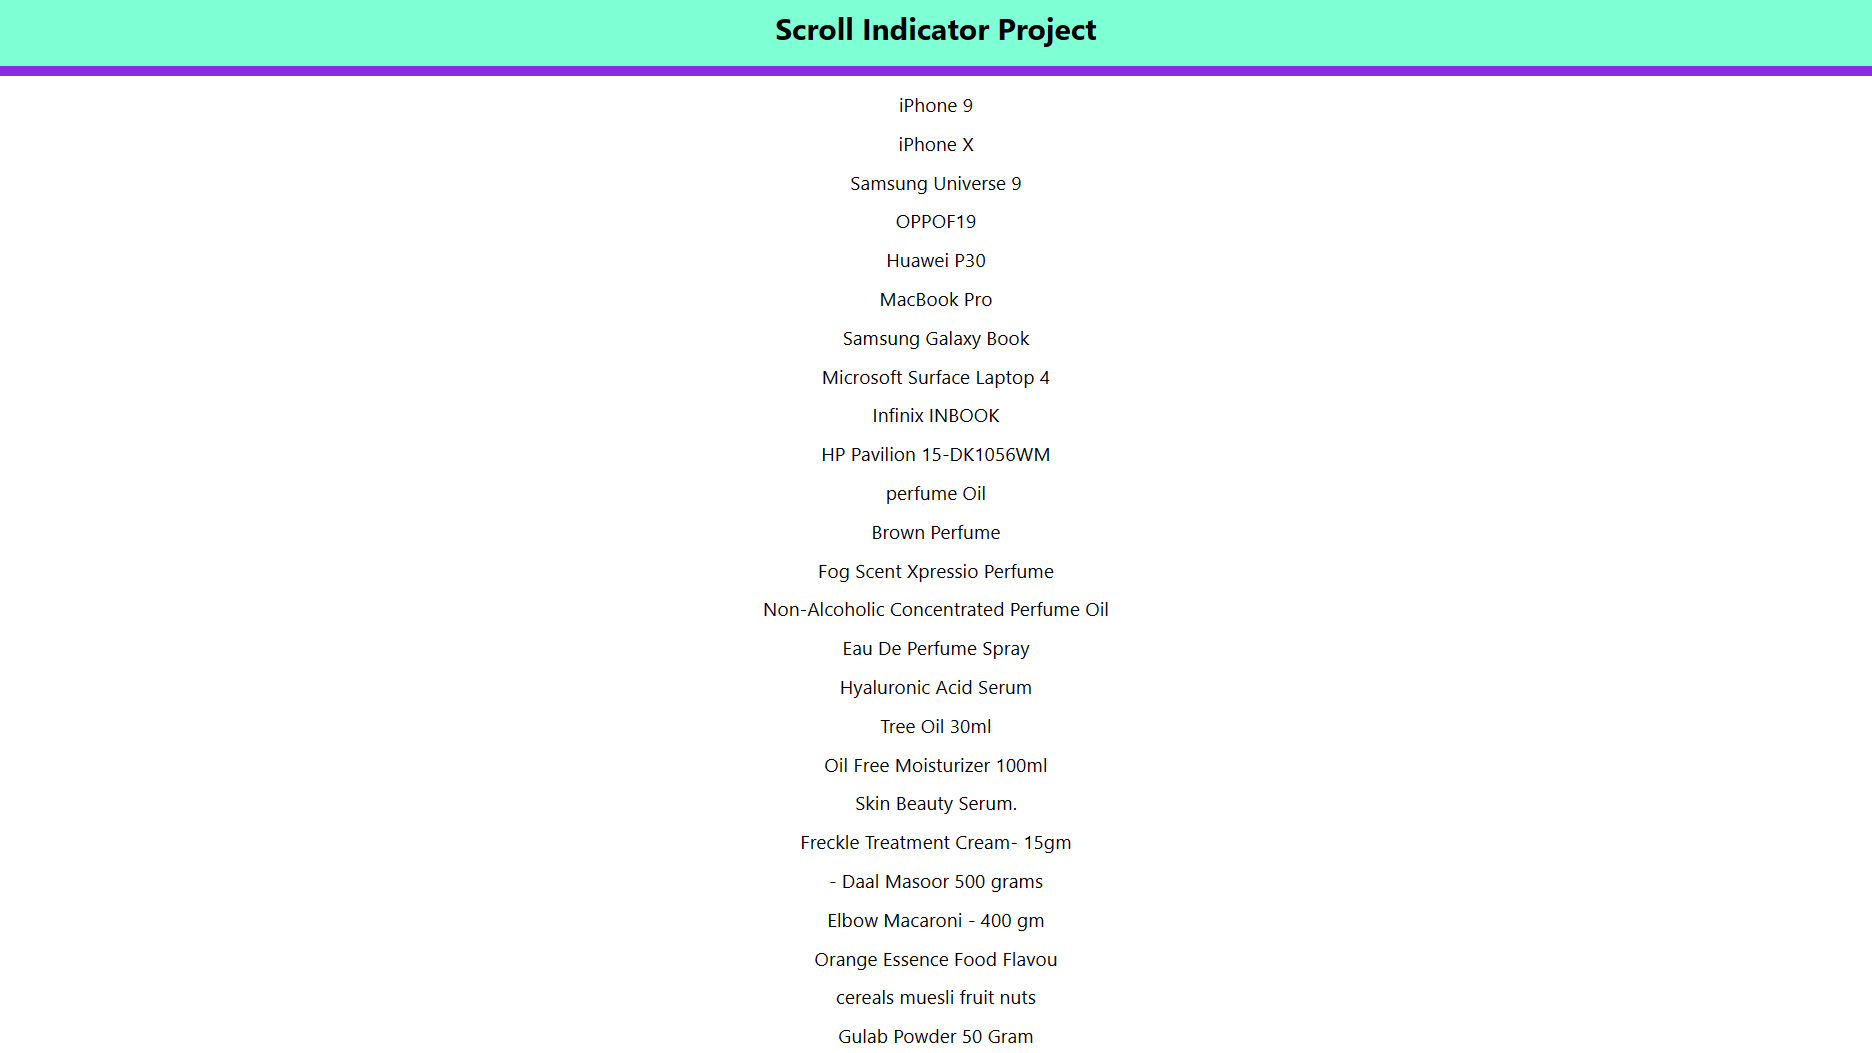 Scroll Indicator Project
iPhone 9
iPhone X
Samsung Universe 9
OPPOF19
Huawei P30
MacBook Pro
Samsung Galaxy Book
Microsoft Surface Laptop 4
Infinix INBOOK
HP Pavilion 15-DK1056WM
perfume Oil
Brown Perfume
Fog Scent Xpressio Perfume
Non-Alcoholic Concentrated Perfume Oil
Eau De Perfume Spray
Hyaluronic Acid Serum
Tree Oil 30ml
Oil Free Moisturizer 100ml
Skin Beauty Serum.
Freckle Treatment Cream- 15gm
- Daal Masoor 500 grams
Elbow Macaroni - 400 gm
Orange Essence Food Flavou
cereals muesli fruit nuts
Gulab Powder 50 Gram